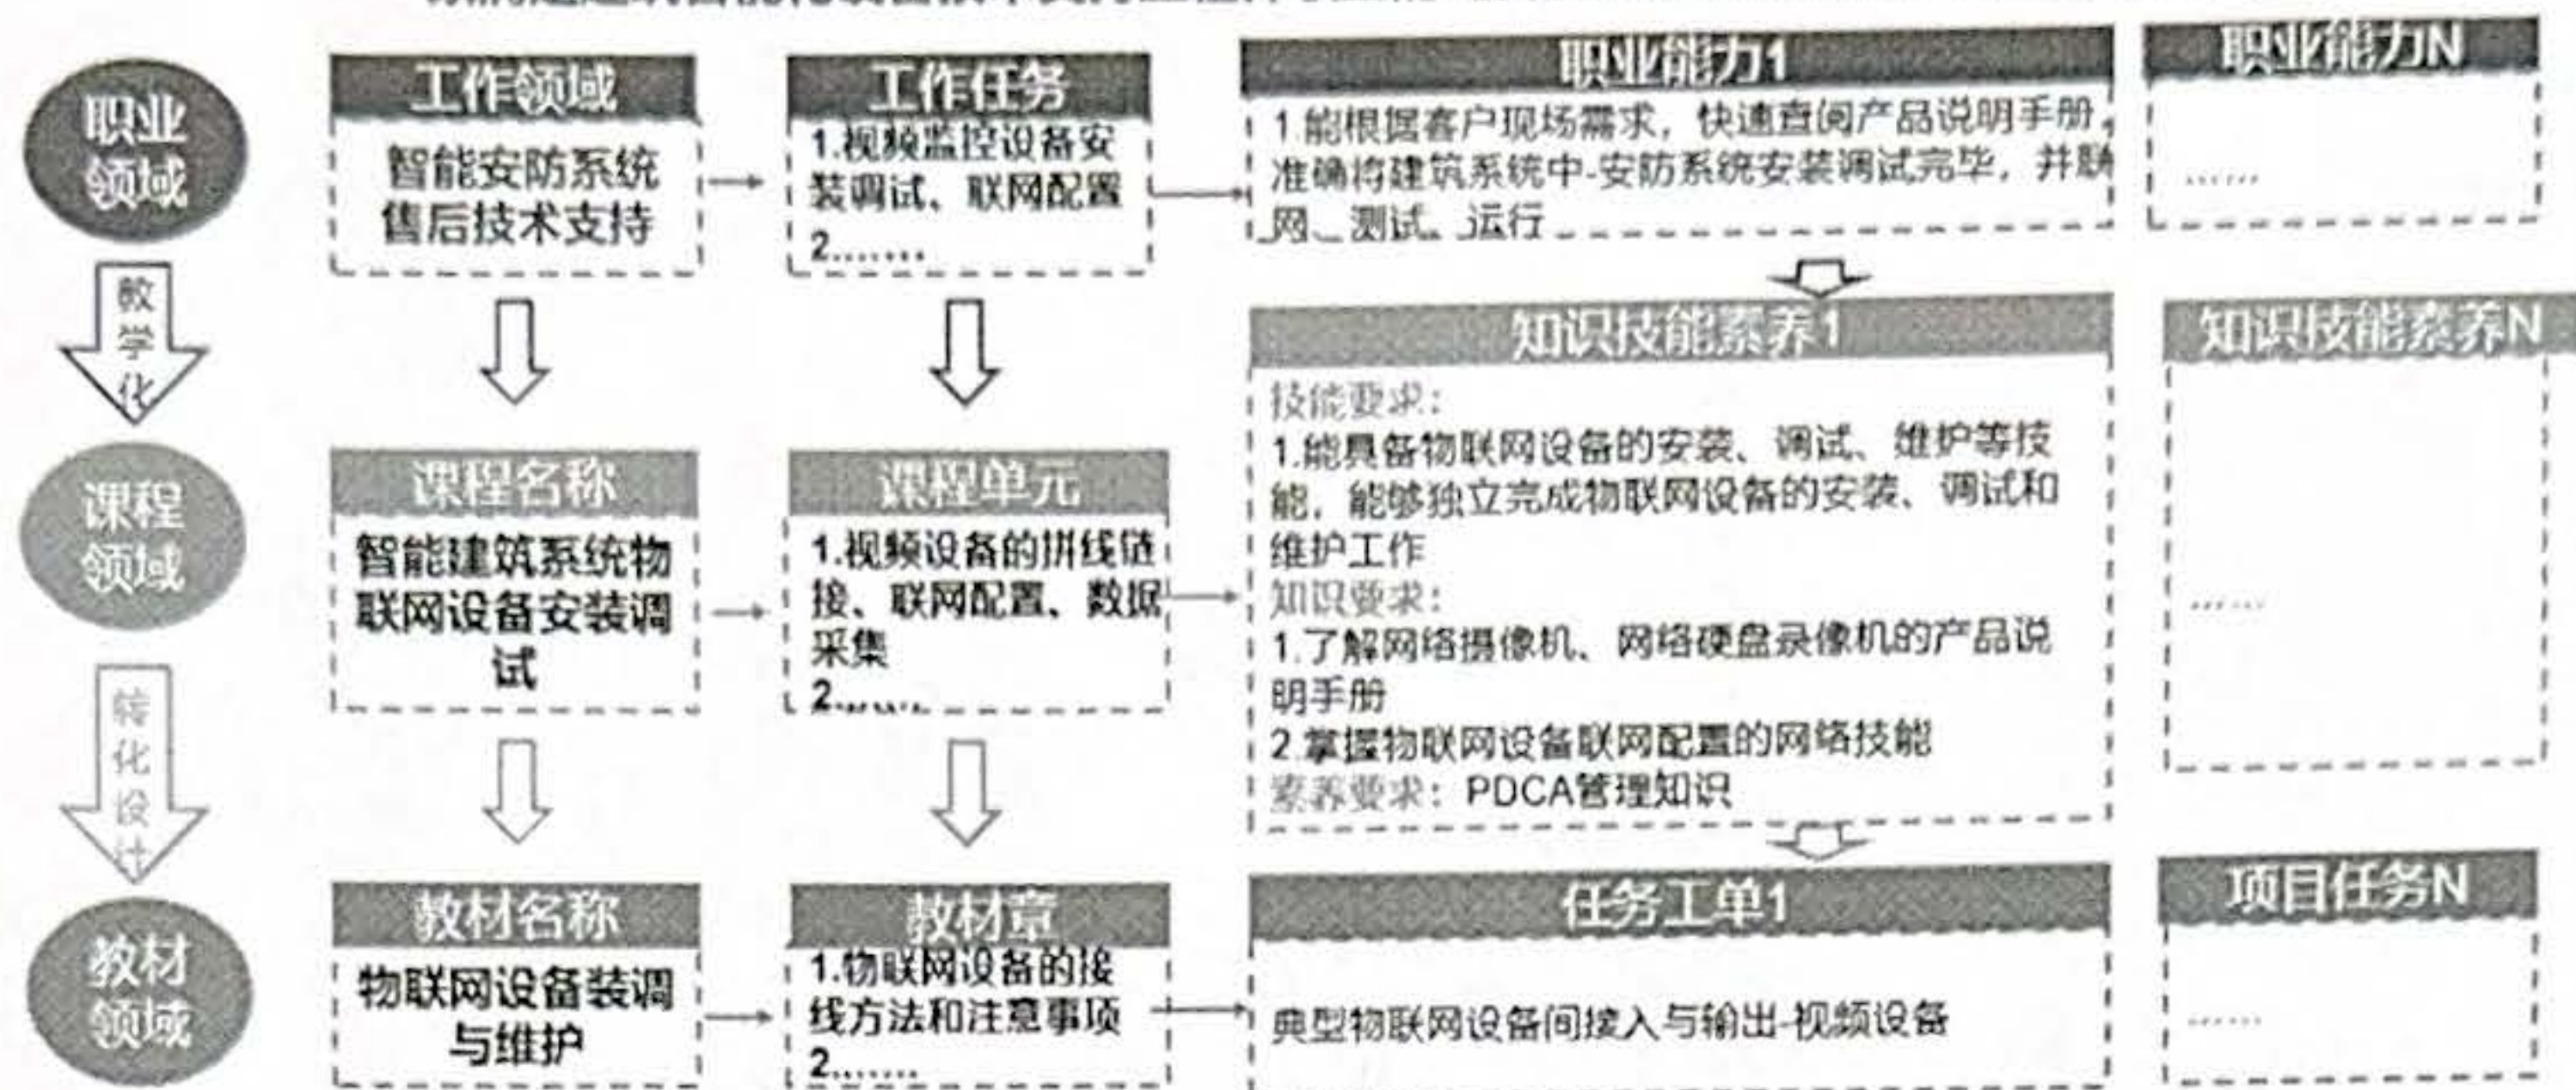 职业能力1
职业能力N
工作领域
工作任务
职业
领域
智能安防系统
售后技术支持
1.视频监控设备安
装调试、联网配置
2.......
1.能根据客户现场需求，快速查阅产品说明手册，
准确将建筑系统中-安防系统安装调试完毕，并联
网、测试、运行
......
教
学
化
知识技能素养1
知识技能素养N
课程
领域
课程名称
智能建筑系统物
联网设备安装调
试
课程单元
1.视频设备的拼线链
接、联网配置、数据
采集
2.......
技能要求：
1.能具备物联网设备的安装、调试、维护等技
能，能够独立完成物联网设备的安装、调试和
维护工作
知识要求：
1.了解网络摄像机、网络硬盘录像机的产品说
明手册
2.掌握物联网设备联网配置的网络技能
素养要求：PDCA管理知识
......
转
化
设
计
教材
领域
教材名称
物联网设备装调
与维护
教材章
1.物联网设备的接
线方法和注意事项
2.......
任务工单1
典型物联网设备间接入与输出-视频设备
项目任务N
......